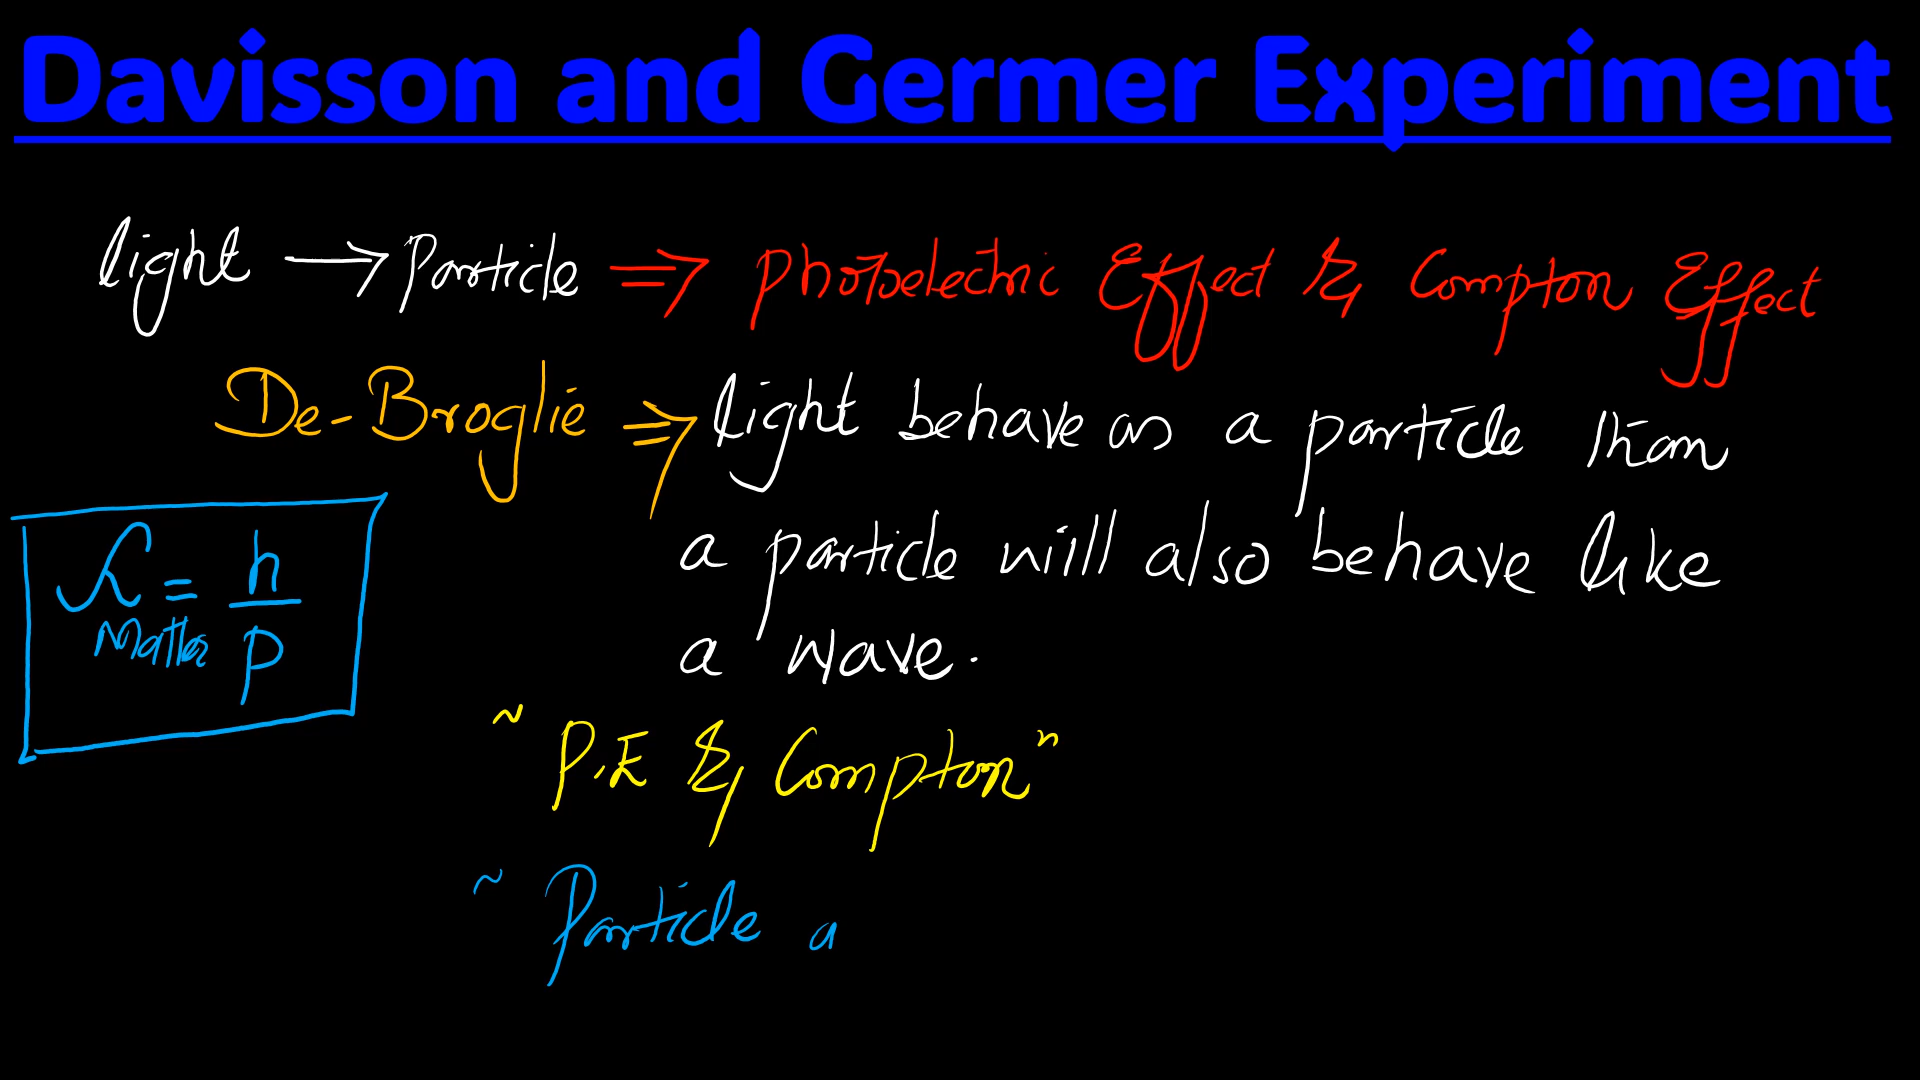 Davisson and Germer Experiment
light → Particle ⇒ Photoelectric Effect & Compton Effect
De-Broglie ⇒ light behave as a particle than
a particle will also behave like
a wave.
λ = h/p
Matter
~ P.E & Compton"
~ Particle a